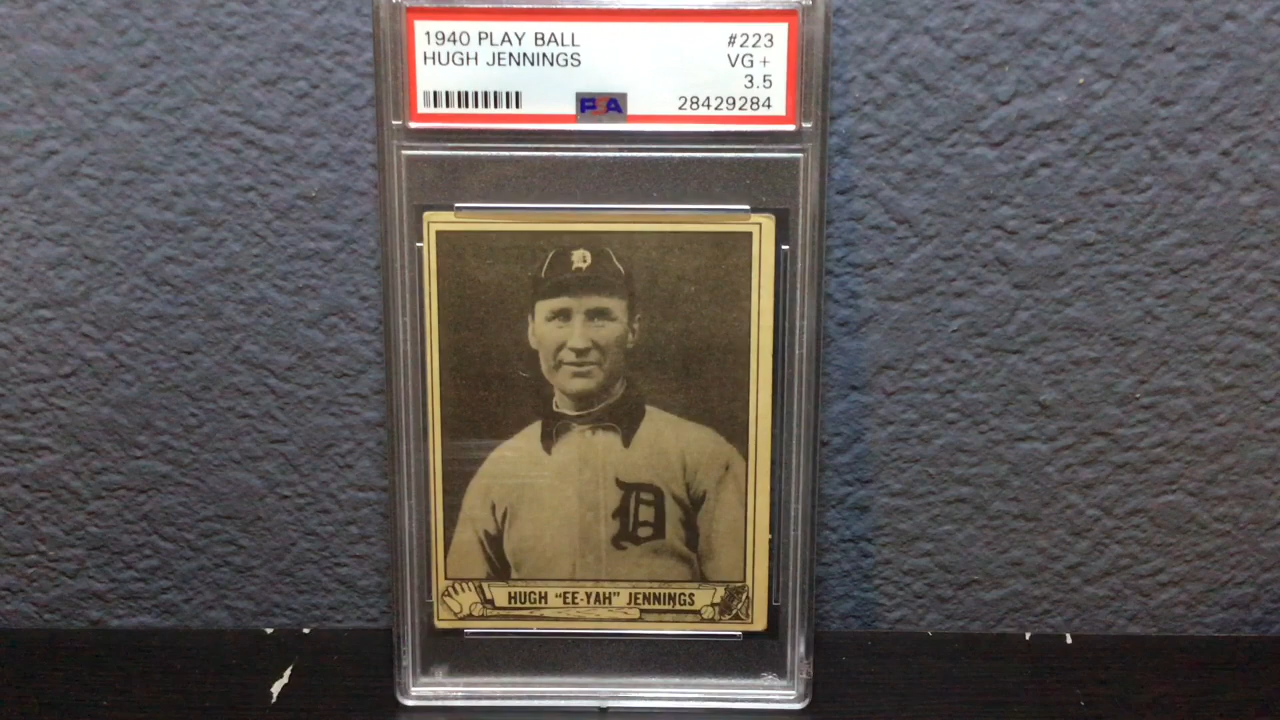 1940 PLAY BALL #223
HUGH JENNINGS VG +
3.5
PSA 28429284
D
D
HUGH "EE-YAH" JENNINGS